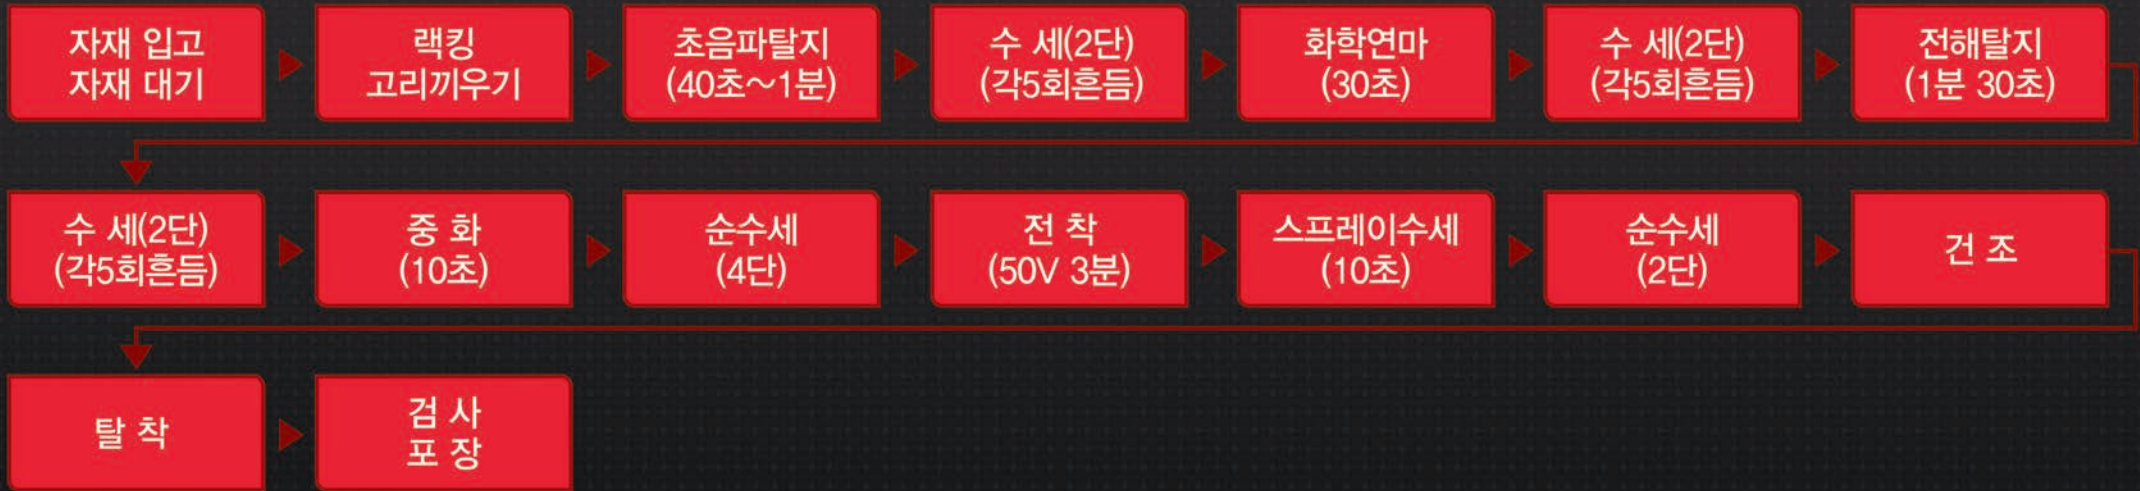 자재 입고
자재 대기
랙킹
고리끼우기
초음파탈지
(40초~1분)
수 세(2단)
(각5회흔듬)
화학연마
(30초)
수 세(2단)
(각5회흔듬)
전해탈지
(1분 30초)
수 세(2단)
(각5회흔듬)
중 화
(10초)
순수세
(4단)
전 착
(50V 3분)
스프레이수세
(10초)
순수세
(2단)
건 조
탈 착
검 사
포 장